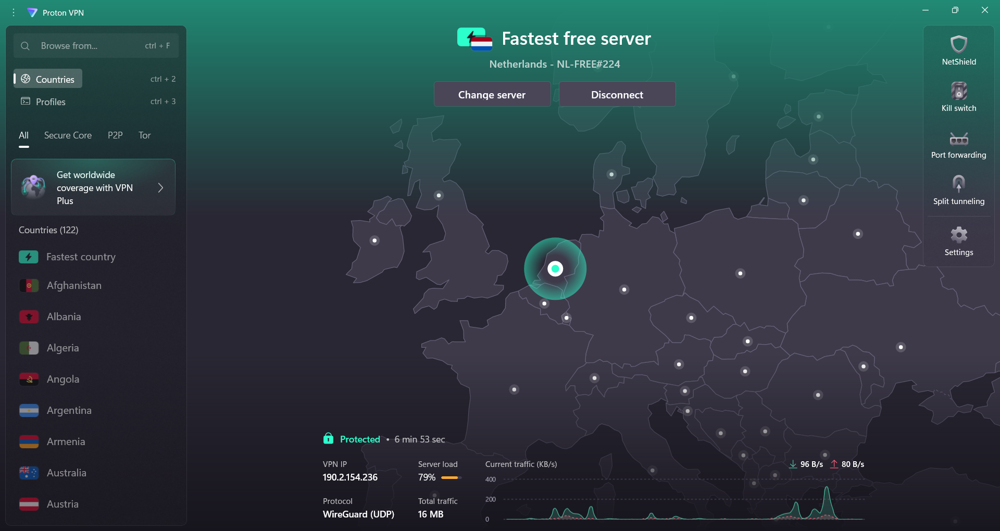 Proton VPN
Browse from...
ctrl + F
Countries
ctrl + 2
Profiles
ctrl + 3
All
Secure Core
P2P
Tor
Get worldwide
coverage with VPN
Plus
Countries (122)
Fastest country
Afghanistan
Albania
Algeria
Angola
Argentina
Armenia
Australia
Austria
Fastest free server
Netherlands - NL-FREE#224
Change server
Disconnect
Protected • 6 min 53 sec
VPN IP
190.2.154.236
Server load
79%
Protocol
WireGuard (UDP)
Total traffic
16 MB
Current traffic (KB/s)
96 B/s
80 B/s
400
200
0
NetShield
Kill switch
Port forwarding
Split tunneling
Settings